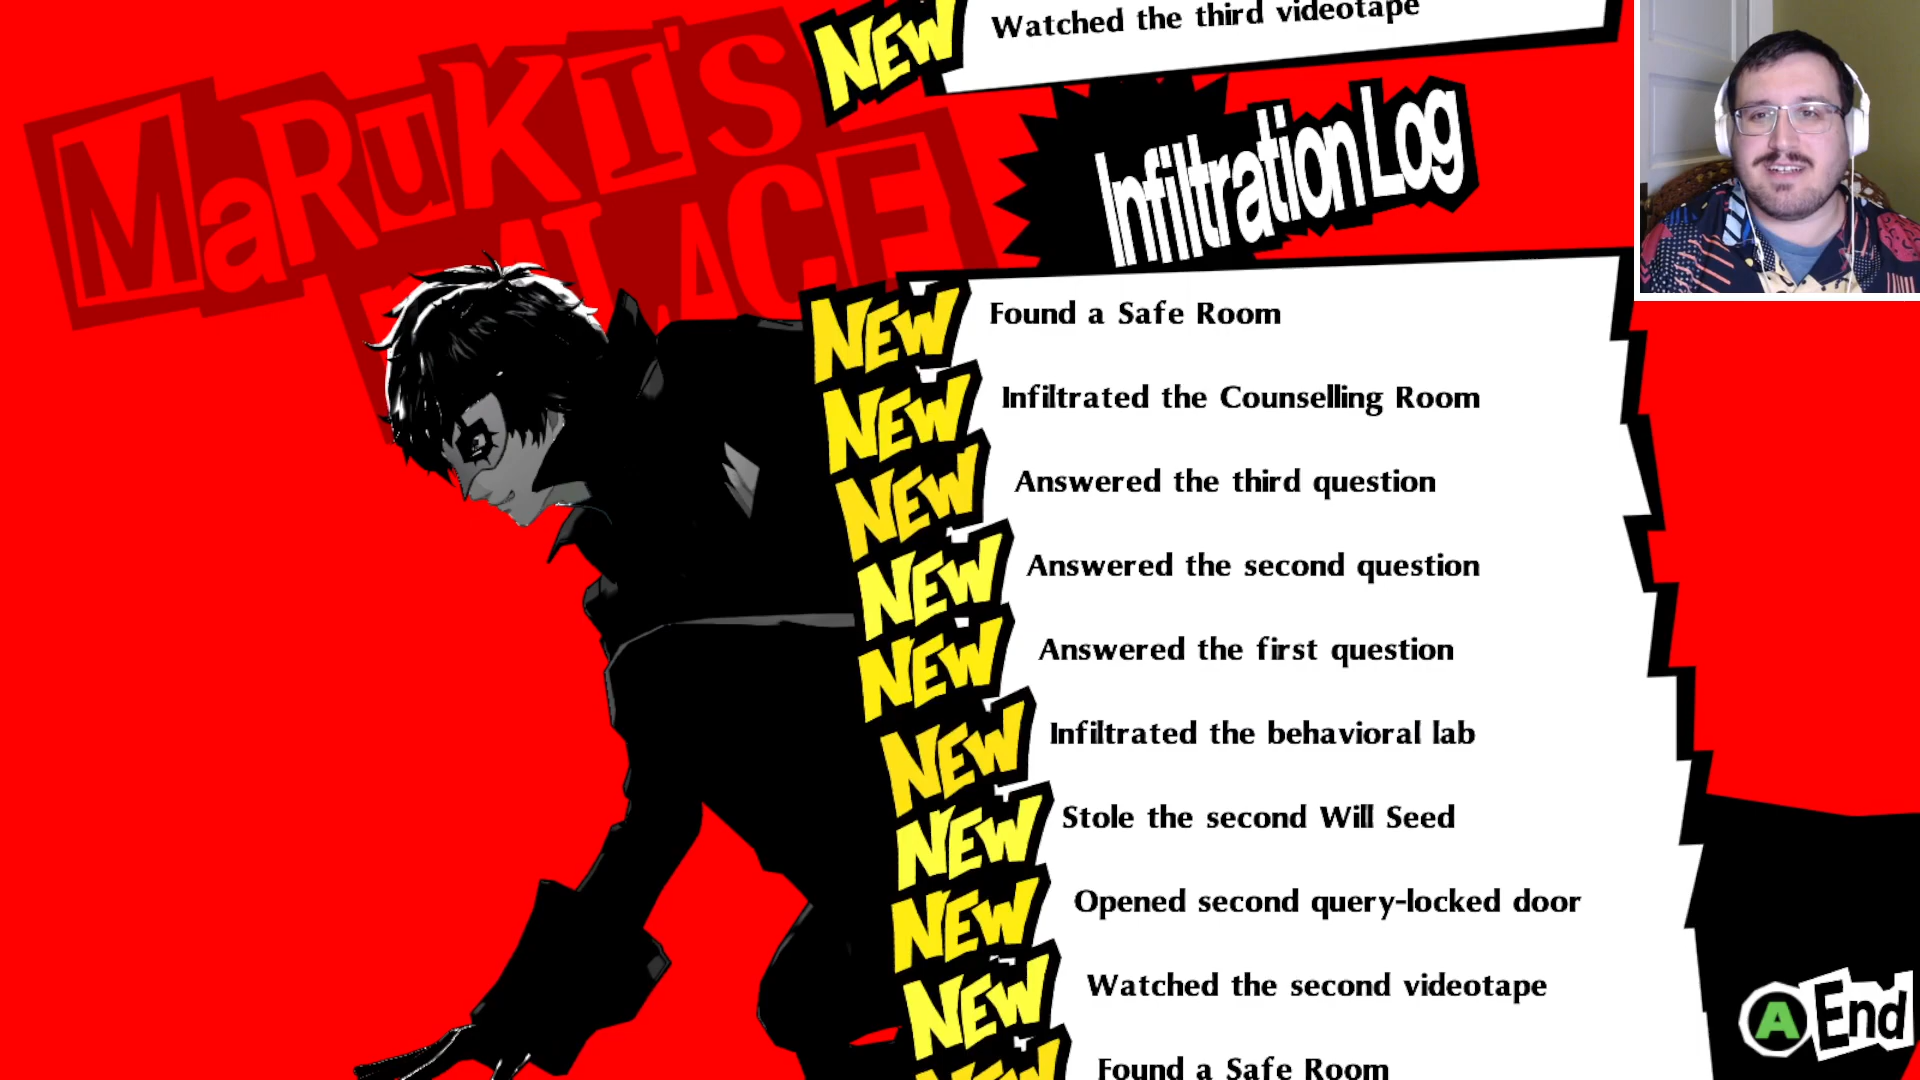 NEW Watched the third videotape
MaRuKI's
PALACE
Infiltration Log
NEW Found a Safe Room
NEW Infiltrated the Counselling Room
NEW Answered the third question
NEW Answered the second question
NEW Answered the first question
NEW Infiltrated the behavioral lab
NEW Stole the second Will Seed
NEW Opened second query-locked door
NEW Watched the second videotape
NEW Found a Safe Room
A End